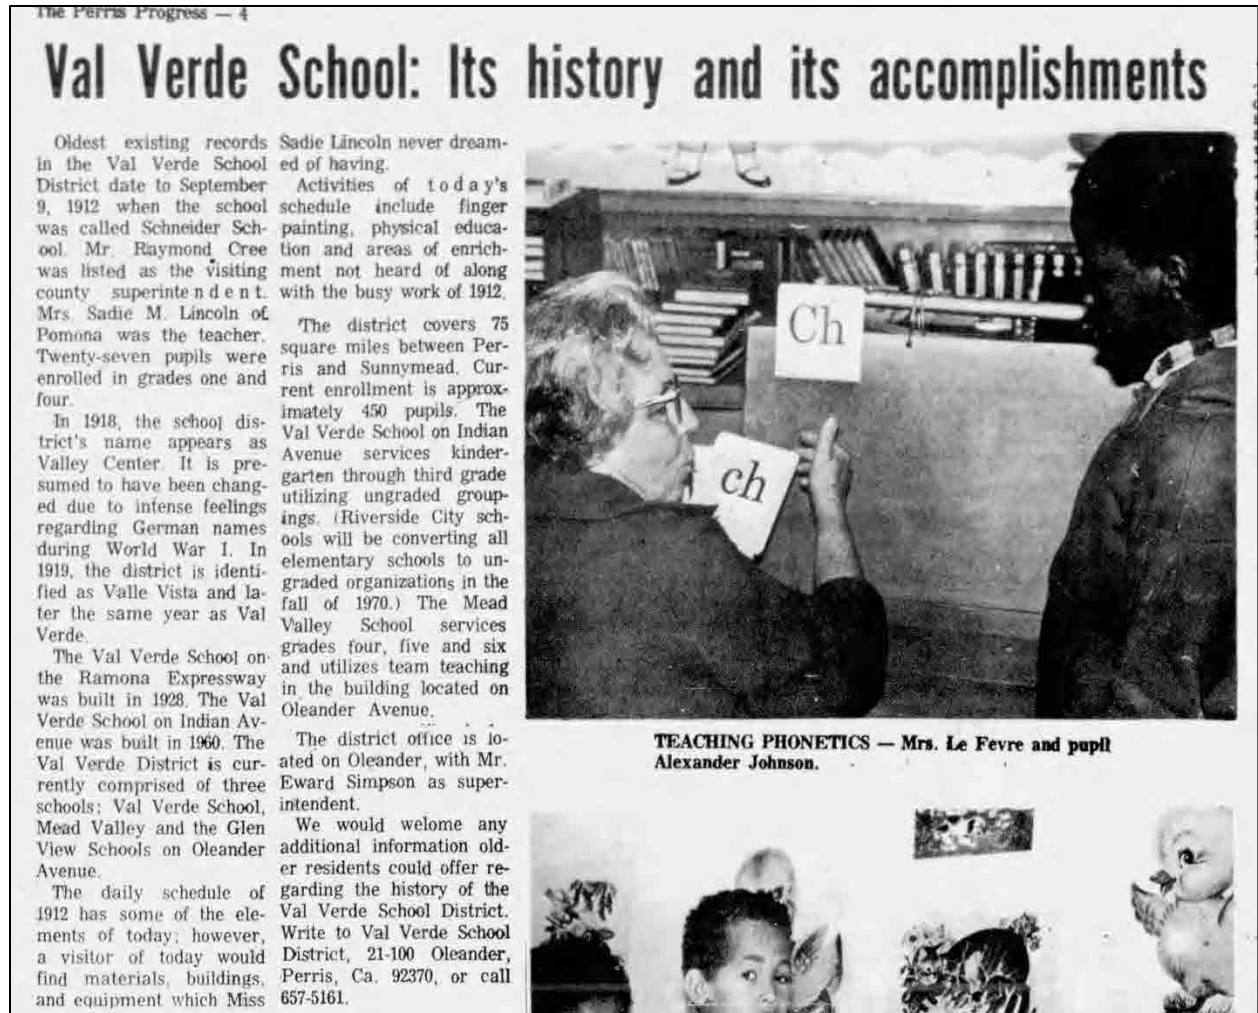 The Perris Progress — 4
Val Verde School: Its history and its accomplishments
Oldest existing records
in the Val Verde School
District date to September
9, 1912 when the school
was called Schneider Sch-
ool. Mr. Raymond Cree
was listed as the visiting
county superintendent.
Mrs. Sadie M. Lincoln of
Pomona was the teacher.
Twenty-seven pupils were
enrolled in grades one and
four.
In 1918, the school dis-
trict's name appears as
Valley Center. It is pre-
sumed to have been chang-
ed due to intense feelings
regarding German names
during World War I. In
1919, the district is identi-
fied as Valle Vista and la-
ter the same year as Val
Verde.
The Val Verde School on
the Ramona Expressway
was built in 1928. The Val
Verde School on Indian Av-
enue was built in 1960. The
Val Verde District is cur-
rently comprised of three
schools; Val Verde School,
Mead Valley and the Glen
View Schools on Oleander
Avenue.
The daily schedule of
1912 has some of the ele-
ments of today; however,
a visitor of today would
find materials, buildings,
and equipment which Miss
Sadie Lincoln never dream-
ed of having.
Activities of today's
schedule include finger
painting, physical educa-
tion and areas of enrich-
ment not heard of along
with the busy work of 1912.
The district covers 75
square miles between Per-
ris and Sunnymead. Cur-
rent enrollment is approx-
imately 450 pupils. The
Val Verde School on Indian
Avenue services kinder-
garten through third grade
utilizing ungraded group-
ings. (Riverside City sch-
ools will be converting all
elementary schools to un-
graded organizations in the
fall of 1970.) The Mead
Valley School services
grades four, five and six
and utilizes team teaching
in the building located on
Oleander Avenue.
The district office is lo-
ated on Oleander, with Mr.
Eward Simpson as super-
intendent.
We would welome any
additional information old-
er residents could offer re-
garding the history of the
Val Verde School District.
Write to Val Verde School
District, 21-100 Oleander,
Perris, Ca. 92370, or call
657-5161.
Ch
ch
TEACHING PHONETICS — Mrs. Le Fevre and pupil
Alexander Johnson.